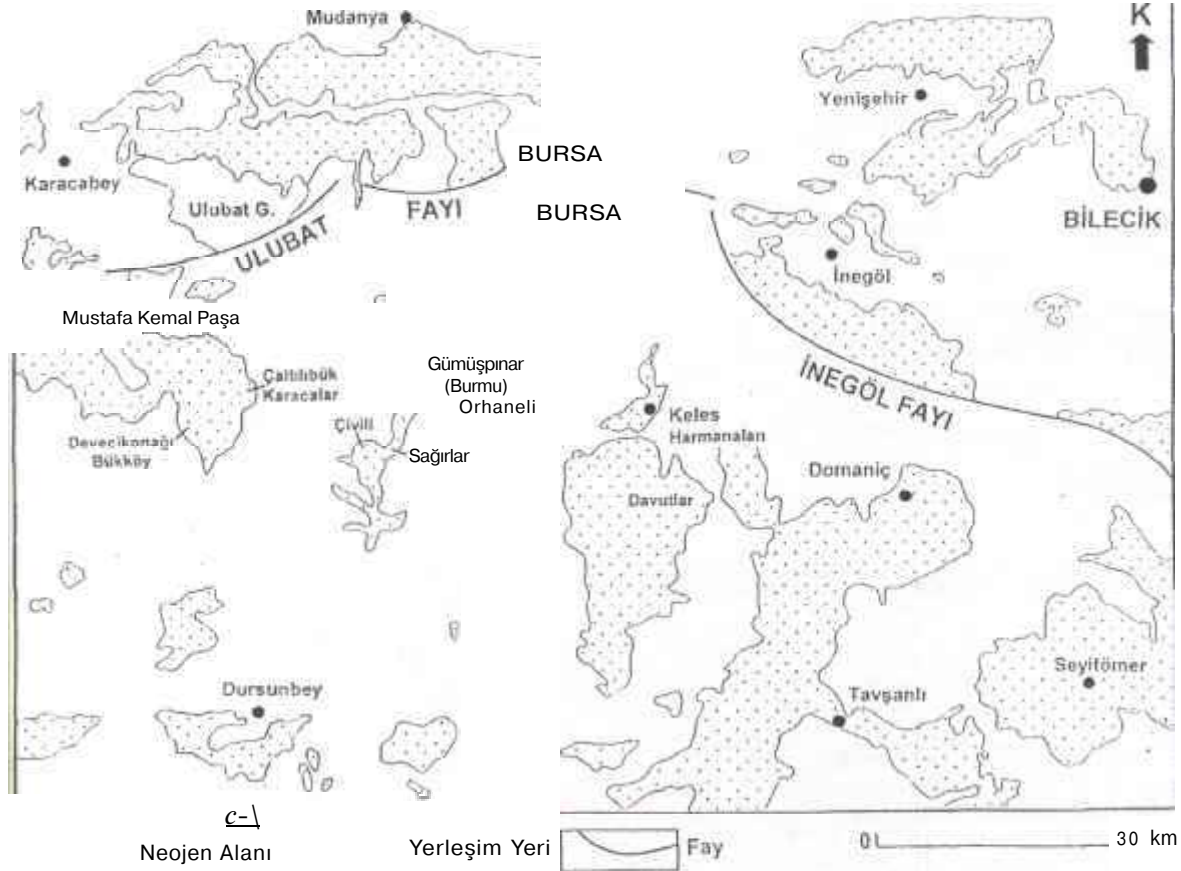 Mudanya
K
Yenişehir
BURSA
Karacabey
Ulubat G.
FAYI
BURSA
BİLECİK
ULUBAT
İnegöl
Mustafa Kemal Paşa
Çaltılıbük
Karacalar
Gümüşpınar
(Burmu)
Orhaneli
İNEGÖL FAYI
Keles
Harmanalan
Devecikonağı
Bükköy
Çivili
Sağırlar
Domaniç
Davutlar
Seyitömer
Dursunbey
Tavşanlı
c-\
Neojen Alanı
Yerleşim Yeri
Fay
0
30 km